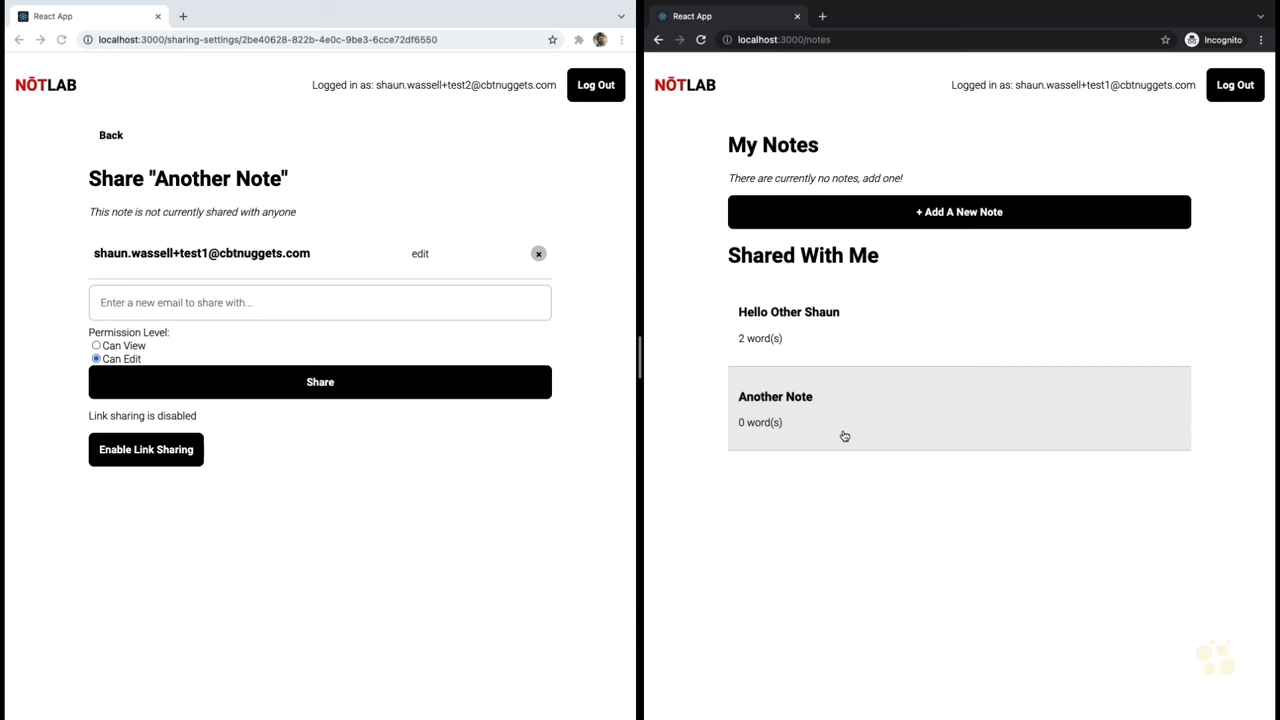 React App
localhost:3000/sharing-settings/2be40628-822b-4e0c-9be3-6cce72df6550
NŌTLAB
Logged in as: shaun.wassell+test2@cbtnuggets.com
Log Out
Back
Share "Another Note"
This note is not currently shared with anyone
shaun.wassell+test1@cbtnuggets.com edit
Enter a new email to share with...
Permission Level:
Can View
Can Edit
Share
Link sharing is disabled
Enable Link Sharing
React App
localhost:3000/notes
Incognito
NŌTLAB
Logged in as: shaun.wassell+test1@cbtnuggets.com
Log Out
My Notes
There are currently no notes, add one!
+ Add A New Note
Shared With Me
Hello Other Shaun
2 word(s)
Another Note
0 word(s)